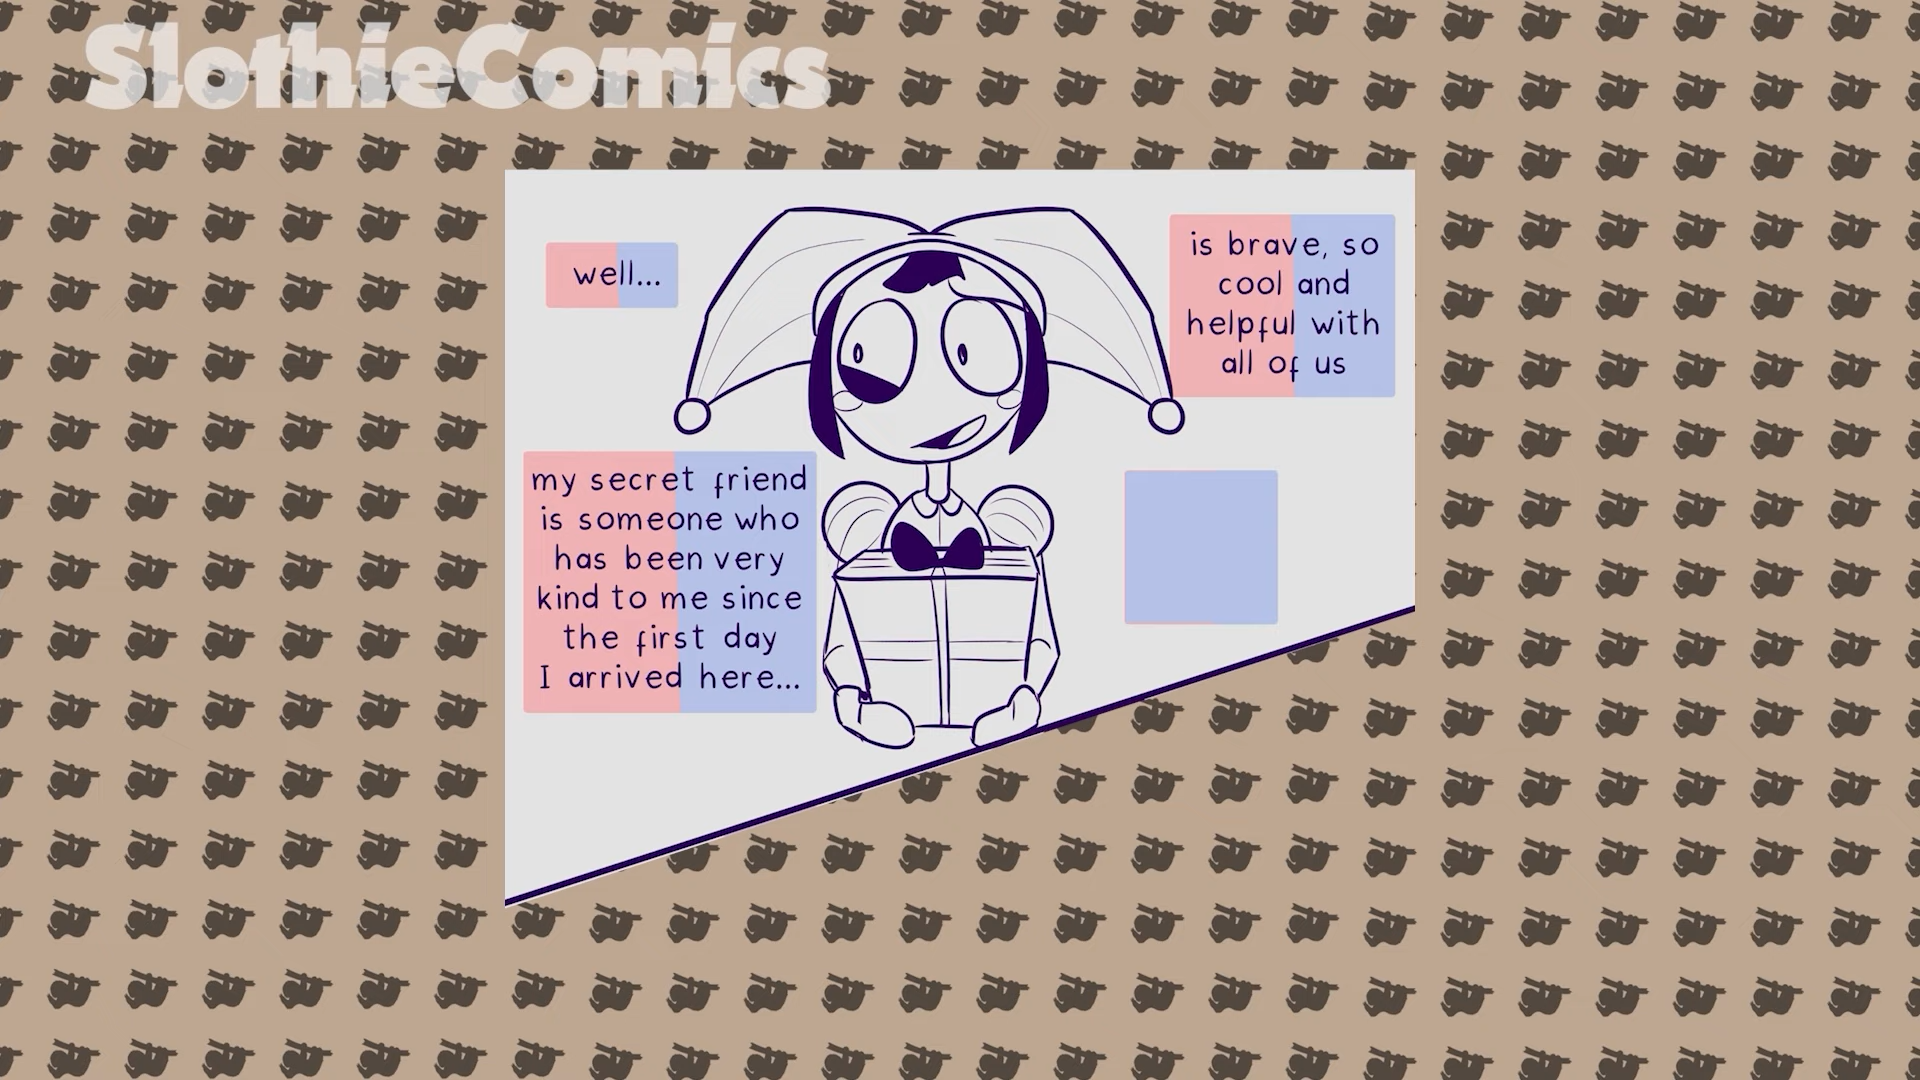 SlothieComics
well...
my secret friend
is someone who
has been very
kind to me since
the first day
I arrived here...
is brave, so
cool and
helpful with
all of us